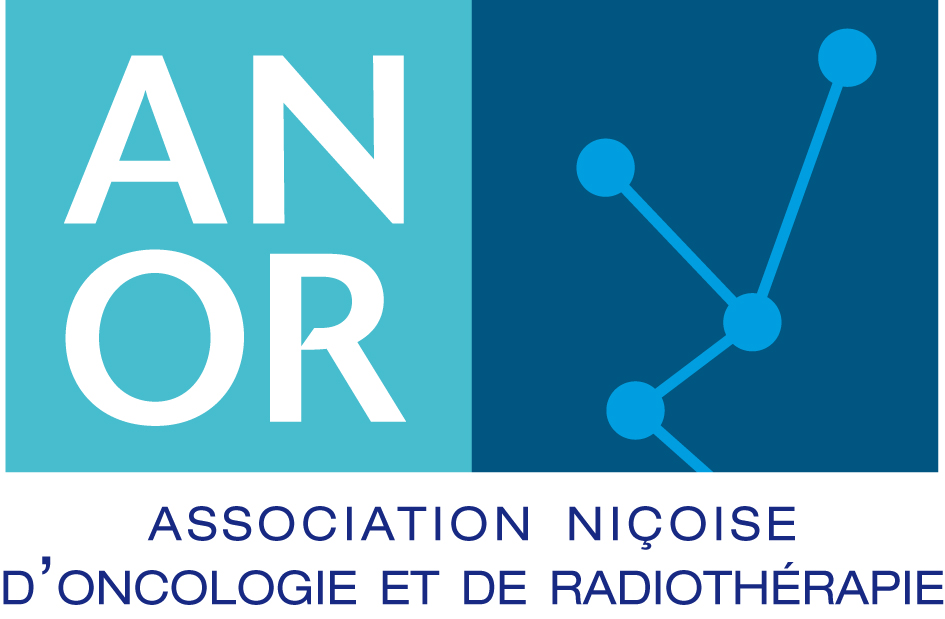 AN
OR
ASSOCIATION NIÇOISE
D'ONCOLOGIE ET DE RADIOTHÉRAPIE